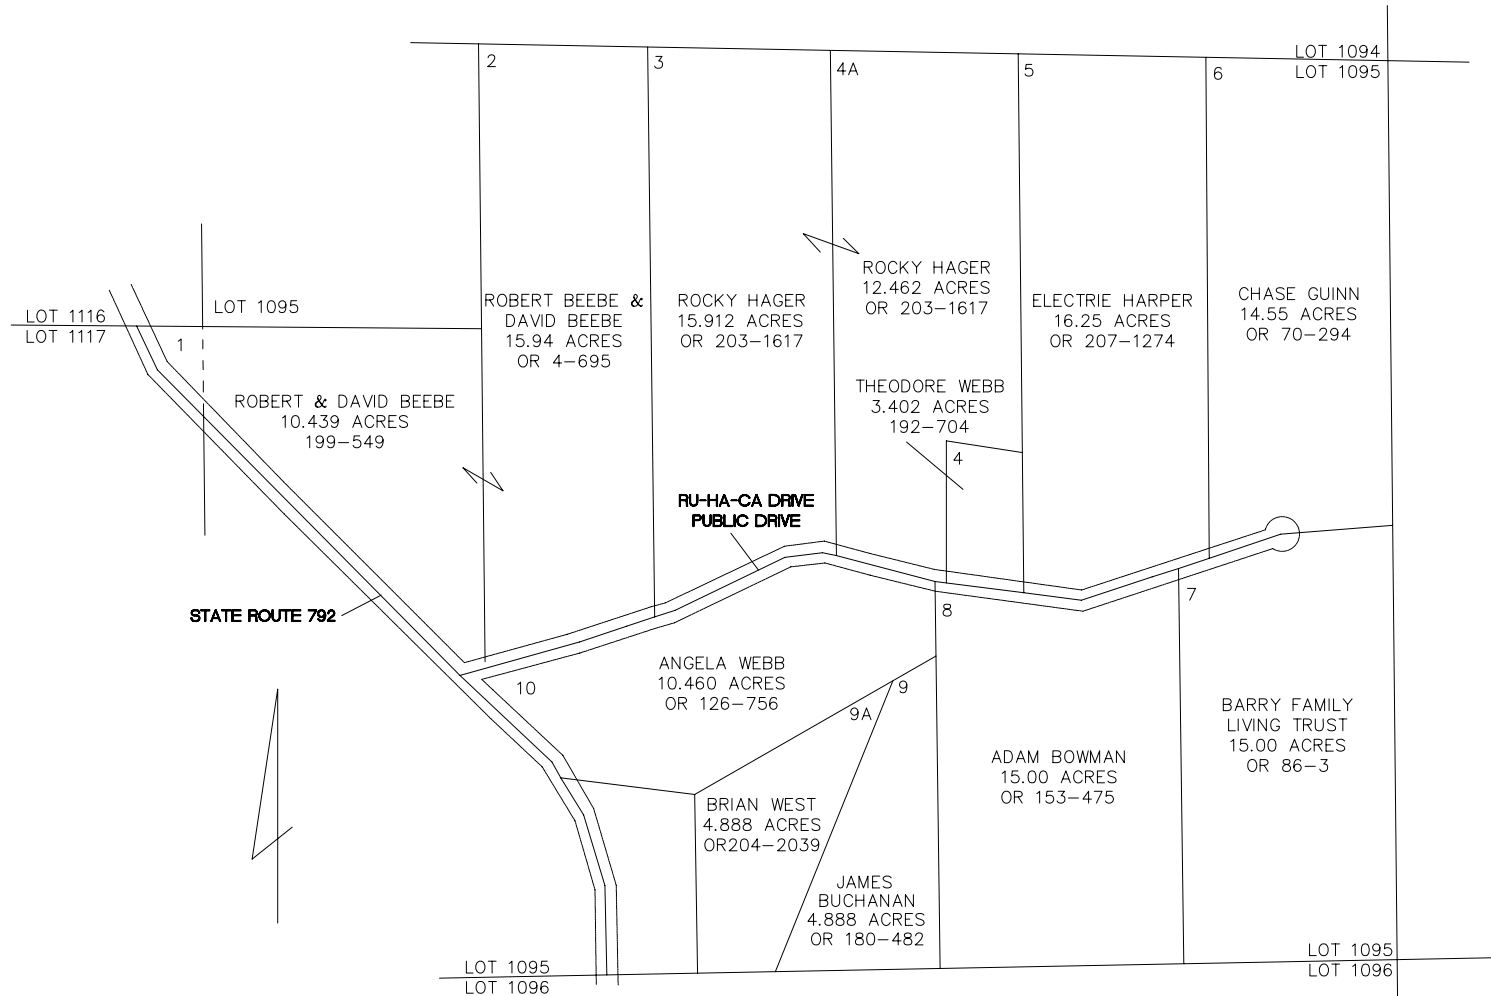 LOT 1094
LOT 1095
2
3
4A
5
6
LOT 1116
LOT 1117
LOT 1095
1
ROBERT & DAVID BEEBE
10.439 ACRES
199-549
ROBERT BEEBE &
DAVID BEEBE
15.94 ACRES
OR 4-695
ROCKY HAGER
15.912 ACRES
OR 203-1617
ROCKY HAGER
12.462 ACRES
OR 203-1617
THEODORE WEBB
3.402 ACRES
192-704
4
ELECTRIE HARPER
16.25 ACRES
OR 207-1274
CHASE GUINN
14.55 ACRES
OR 70-294
RU-HA-CA DRIVE
PUBLIC DRIVE
STATE ROUTE 792
10
ANGELA WEBB
10.460 ACRES
OR 126-756
8
7
9
9A
BRIAN WEST
4.888 ACRES
OR204-2039
JAMES
BUCHANAN
4.888 ACRES
OR 180-482
ADAM BOWMAN
15.00 ACRES
OR 153-475
BARRY FAMILY
LIVING TRUST
15.00 ACRES
OR 86-3
LOT 1095
LOT 1096
LOT 1095
LOT 1096